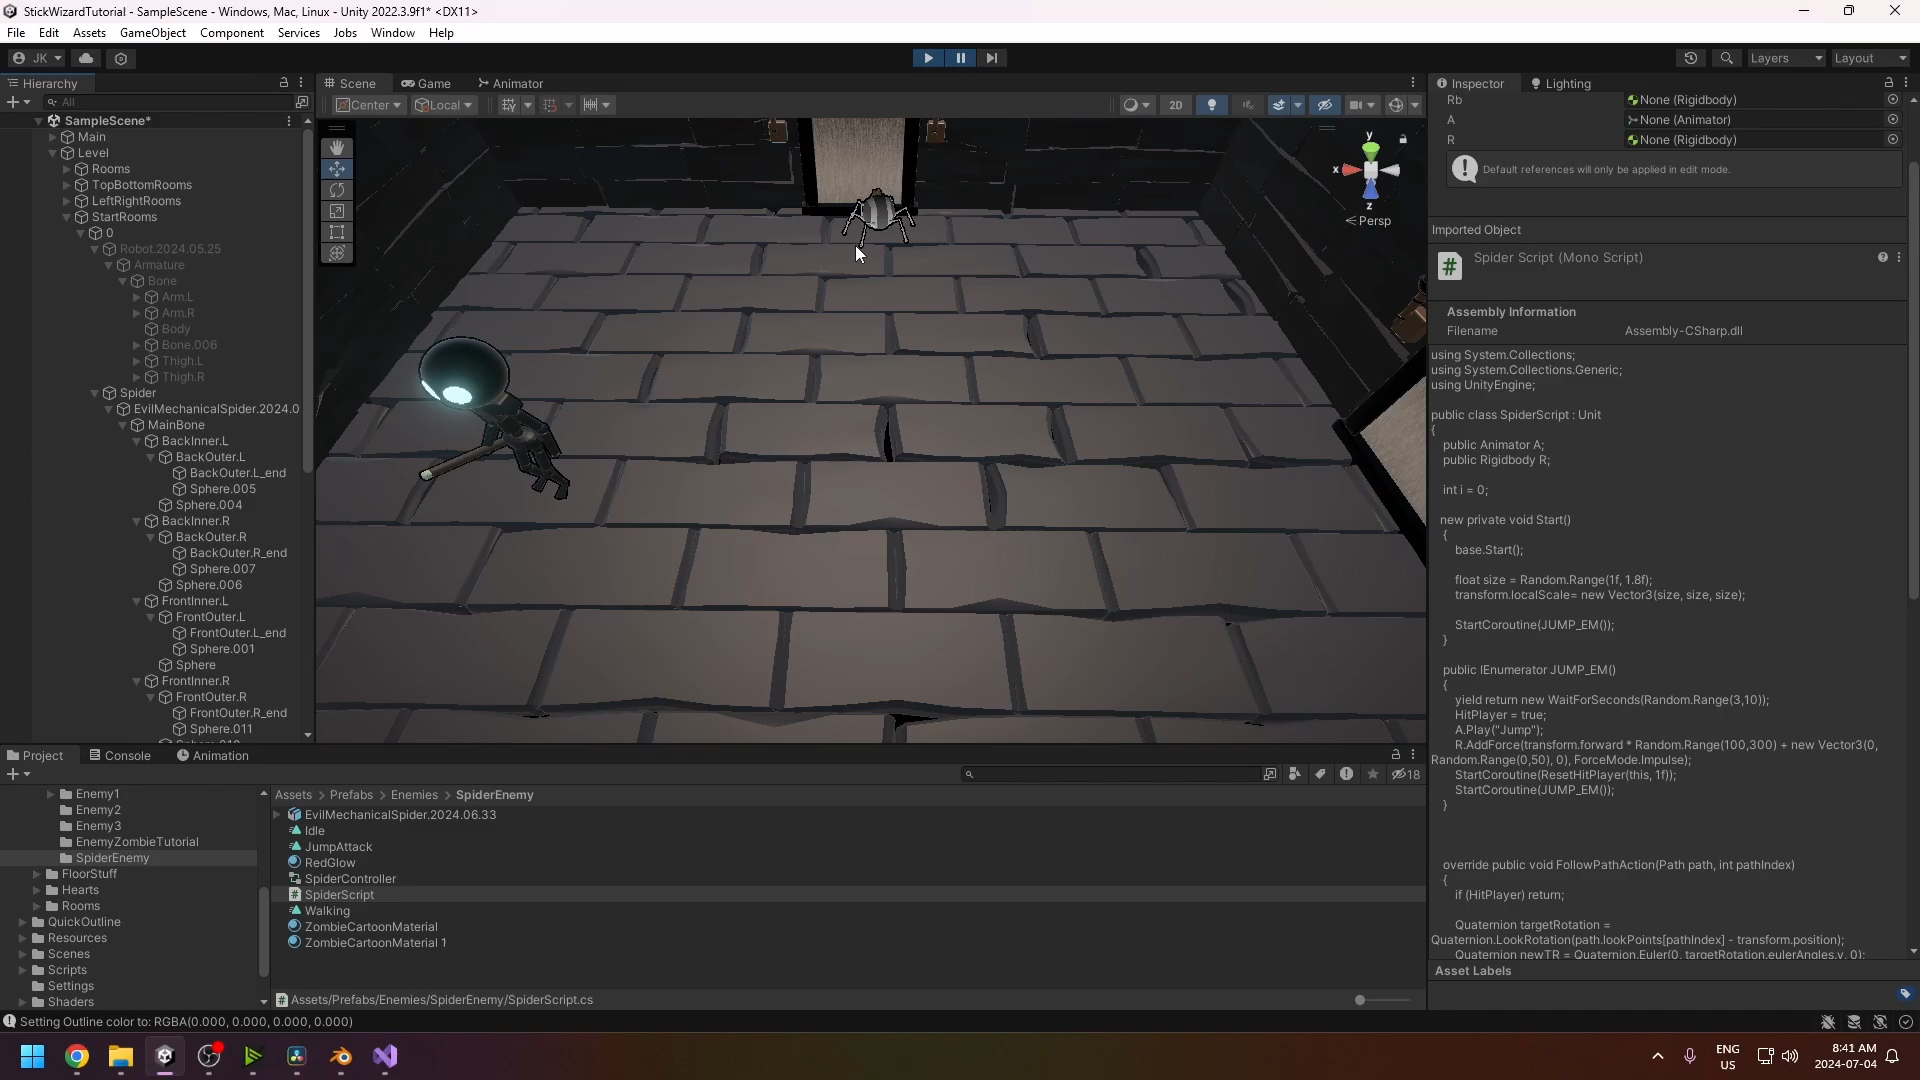 StickWizardTutorial - SampleScene - Windows, Mac, Linux - Unity 2022.3.9f1* <DX11>
File Edit Assets GameObject Component Services Jobs Window Help
JK Layers Layout
Hierarchy
All
SampleScene*
Main
Level
Rooms
TopBottomRooms
LeftRightRooms
StartRooms
0
Robot.2024.05.25
Armature
Bone
Arm.L
Arm.R
Body
Bone.006
Thigh.L
Thigh.R
Spider
EvilMechanicalSpider.2024.0
MainBone
BackInner.L
BackOuter.L
BackOuter.L_end
Sphere.005
Sphere.004
BackInner.R
BackOuter.R
BackOuter.R_end
Sphere.007
Sphere.006
FrontInner.L
FrontOuter.L
FrontOuter.L_end
Sphere.001
Sphere
FrontInner.R
FrontOuter.R
FrontOuter.R_end
Sphere.011
Scene Game Animator
Center Local 2D
y
x
z
Persp
Inspector Lighting
Rb None (Rigidbody)
A None (Animator)
R None (Rigidbody)
Default references will only be applied in edit mode.
Imported Object
Spider Script (Mono Script)
Assembly Information
Filename Assembly-CSharp.dll
using System.Collections;
using System.Collections.Generic;
using UnityEngine;
public class SpiderScript : Unit
{
public Animator A;
public Rigidbody R;
int i = 0;
new private void Start()
{
base.Start();
float size = Random.Range(1f, 1.8f);
transform.localScale= new Vector3(size, size, size);
StartCoroutine(JUMP_EM());
}
public IEnumerator JUMP_EM()
{
yield return new WaitForSeconds(Random.Range(3,10));
HitPlayer = true;
A.Play("Jump");
R.AddForce(transform.forward * Random.Range(100,300) + new Vector3(0,
Random.Range(0,50), 0), ForceMode.Impulse);
StartCoroutine(ResetHitPlayer(this, 1f));
StartCoroutine(JUMP_EM());
}
override public void FollowPathAction(Path path, int pathIndex)
{
if (HitPlayer) return;
Quaternion targetRotation =
Quaternion.LookRotation(path.lookPoints[pathIndex] - transform.position);
Quaternion newTR = Quaternion.Euler(0, targetRotation.eulerAngles.y, 0);
Asset Labels
Project Console Animation
18
Enemy1
Enemy2
Enemy3
EnemyZombieTutorial
SpiderEnemy
FloorStuff
Hearts
Rooms
QuickOutline
Resources
Scenes
Scripts
Settings
Shaders
Assets > Prefabs > Enemies > SpiderEnemy
EvilMechanicalSpider.2024.06.33
Idle
JumpAttack
RedGlow
SpiderController
SpiderScript
Walking
ZombieCartoonMaterial
ZombieCartoonMaterial 1
Assets/Prefabs/Enemies/SpiderEnemy/SpiderScript.cs
Setting Outline color to: RGBA(0.000, 0.000, 0.000, 0.000)
ENG
US
8:41 AM
2024-07-04